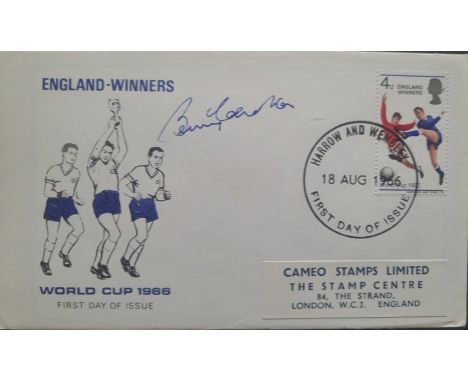 ENGLAND-WINNERS
4d ENGLAND
WINNERS
HARROW AND WEMBLEY
18 AUG 1966
FIRST DAY OF ISSUE
WORLD CUP 1966
FIRST DAY OF ISSUE
CAMEO STAMPS LIMITED
THE STAMP CENTRE
84, THE STRAND,
LONDON, W.C.2. ENGLAND